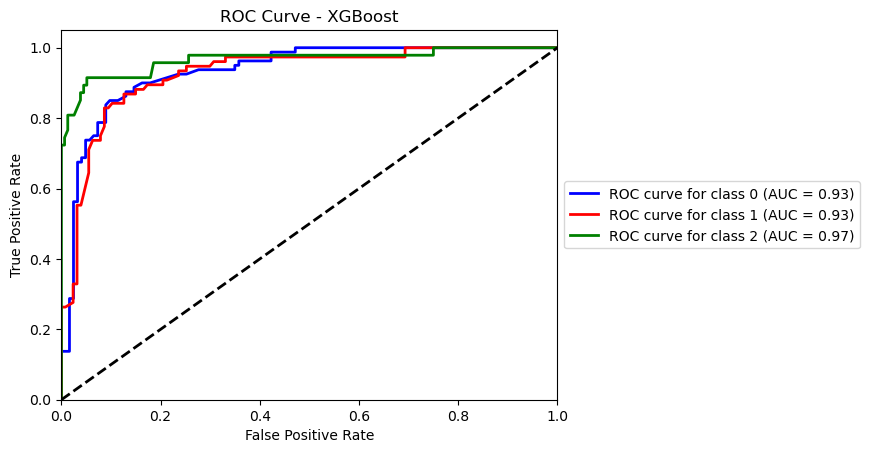 ROC Curve - XGBoost
True Positive Rate
1.0
0.8
0.6
0.4
0.2
0.0
0.0 0.2 0.4 0.6 0.8 1.0
False Positive Rate
ROC curve for class 0 (AUC = 0.93)
ROC curve for class 1 (AUC = 0.93)
ROC curve for class 2 (AUC = 0.97)